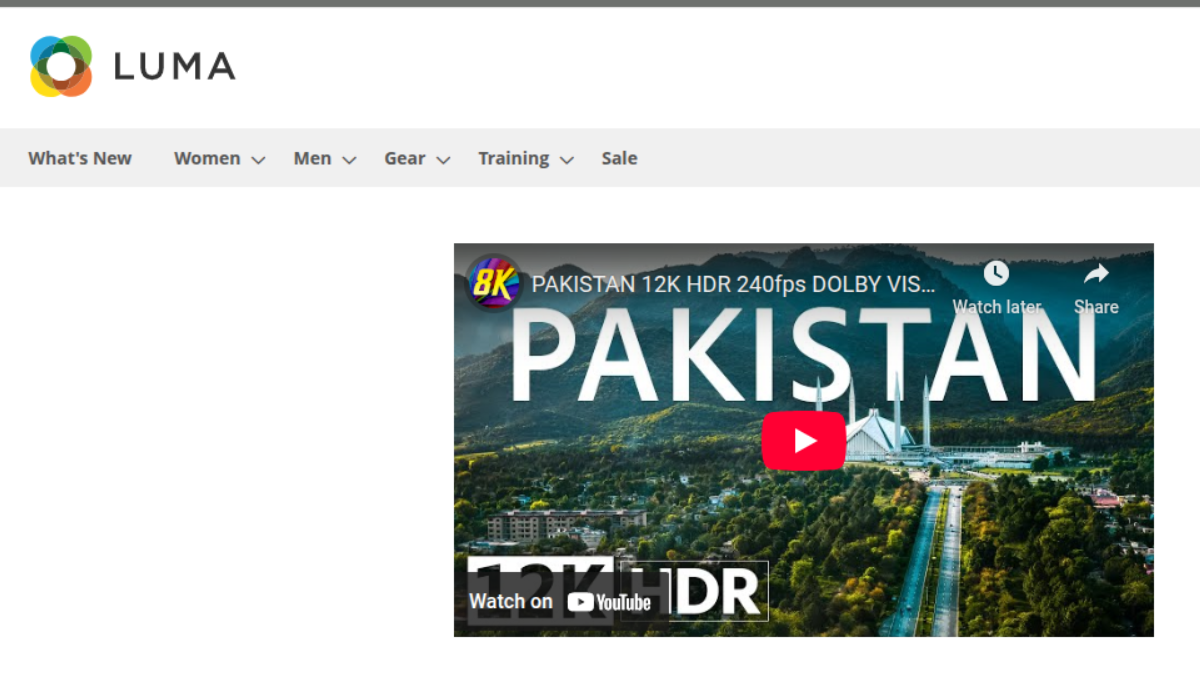 LUMA
What's New Women Men Gear Training Sale
8K PAKISTAN 12K HDR 240fps DOLBY VIS...
Watch later Share
PAKISTAN
12K HDR
Watch on YouTube